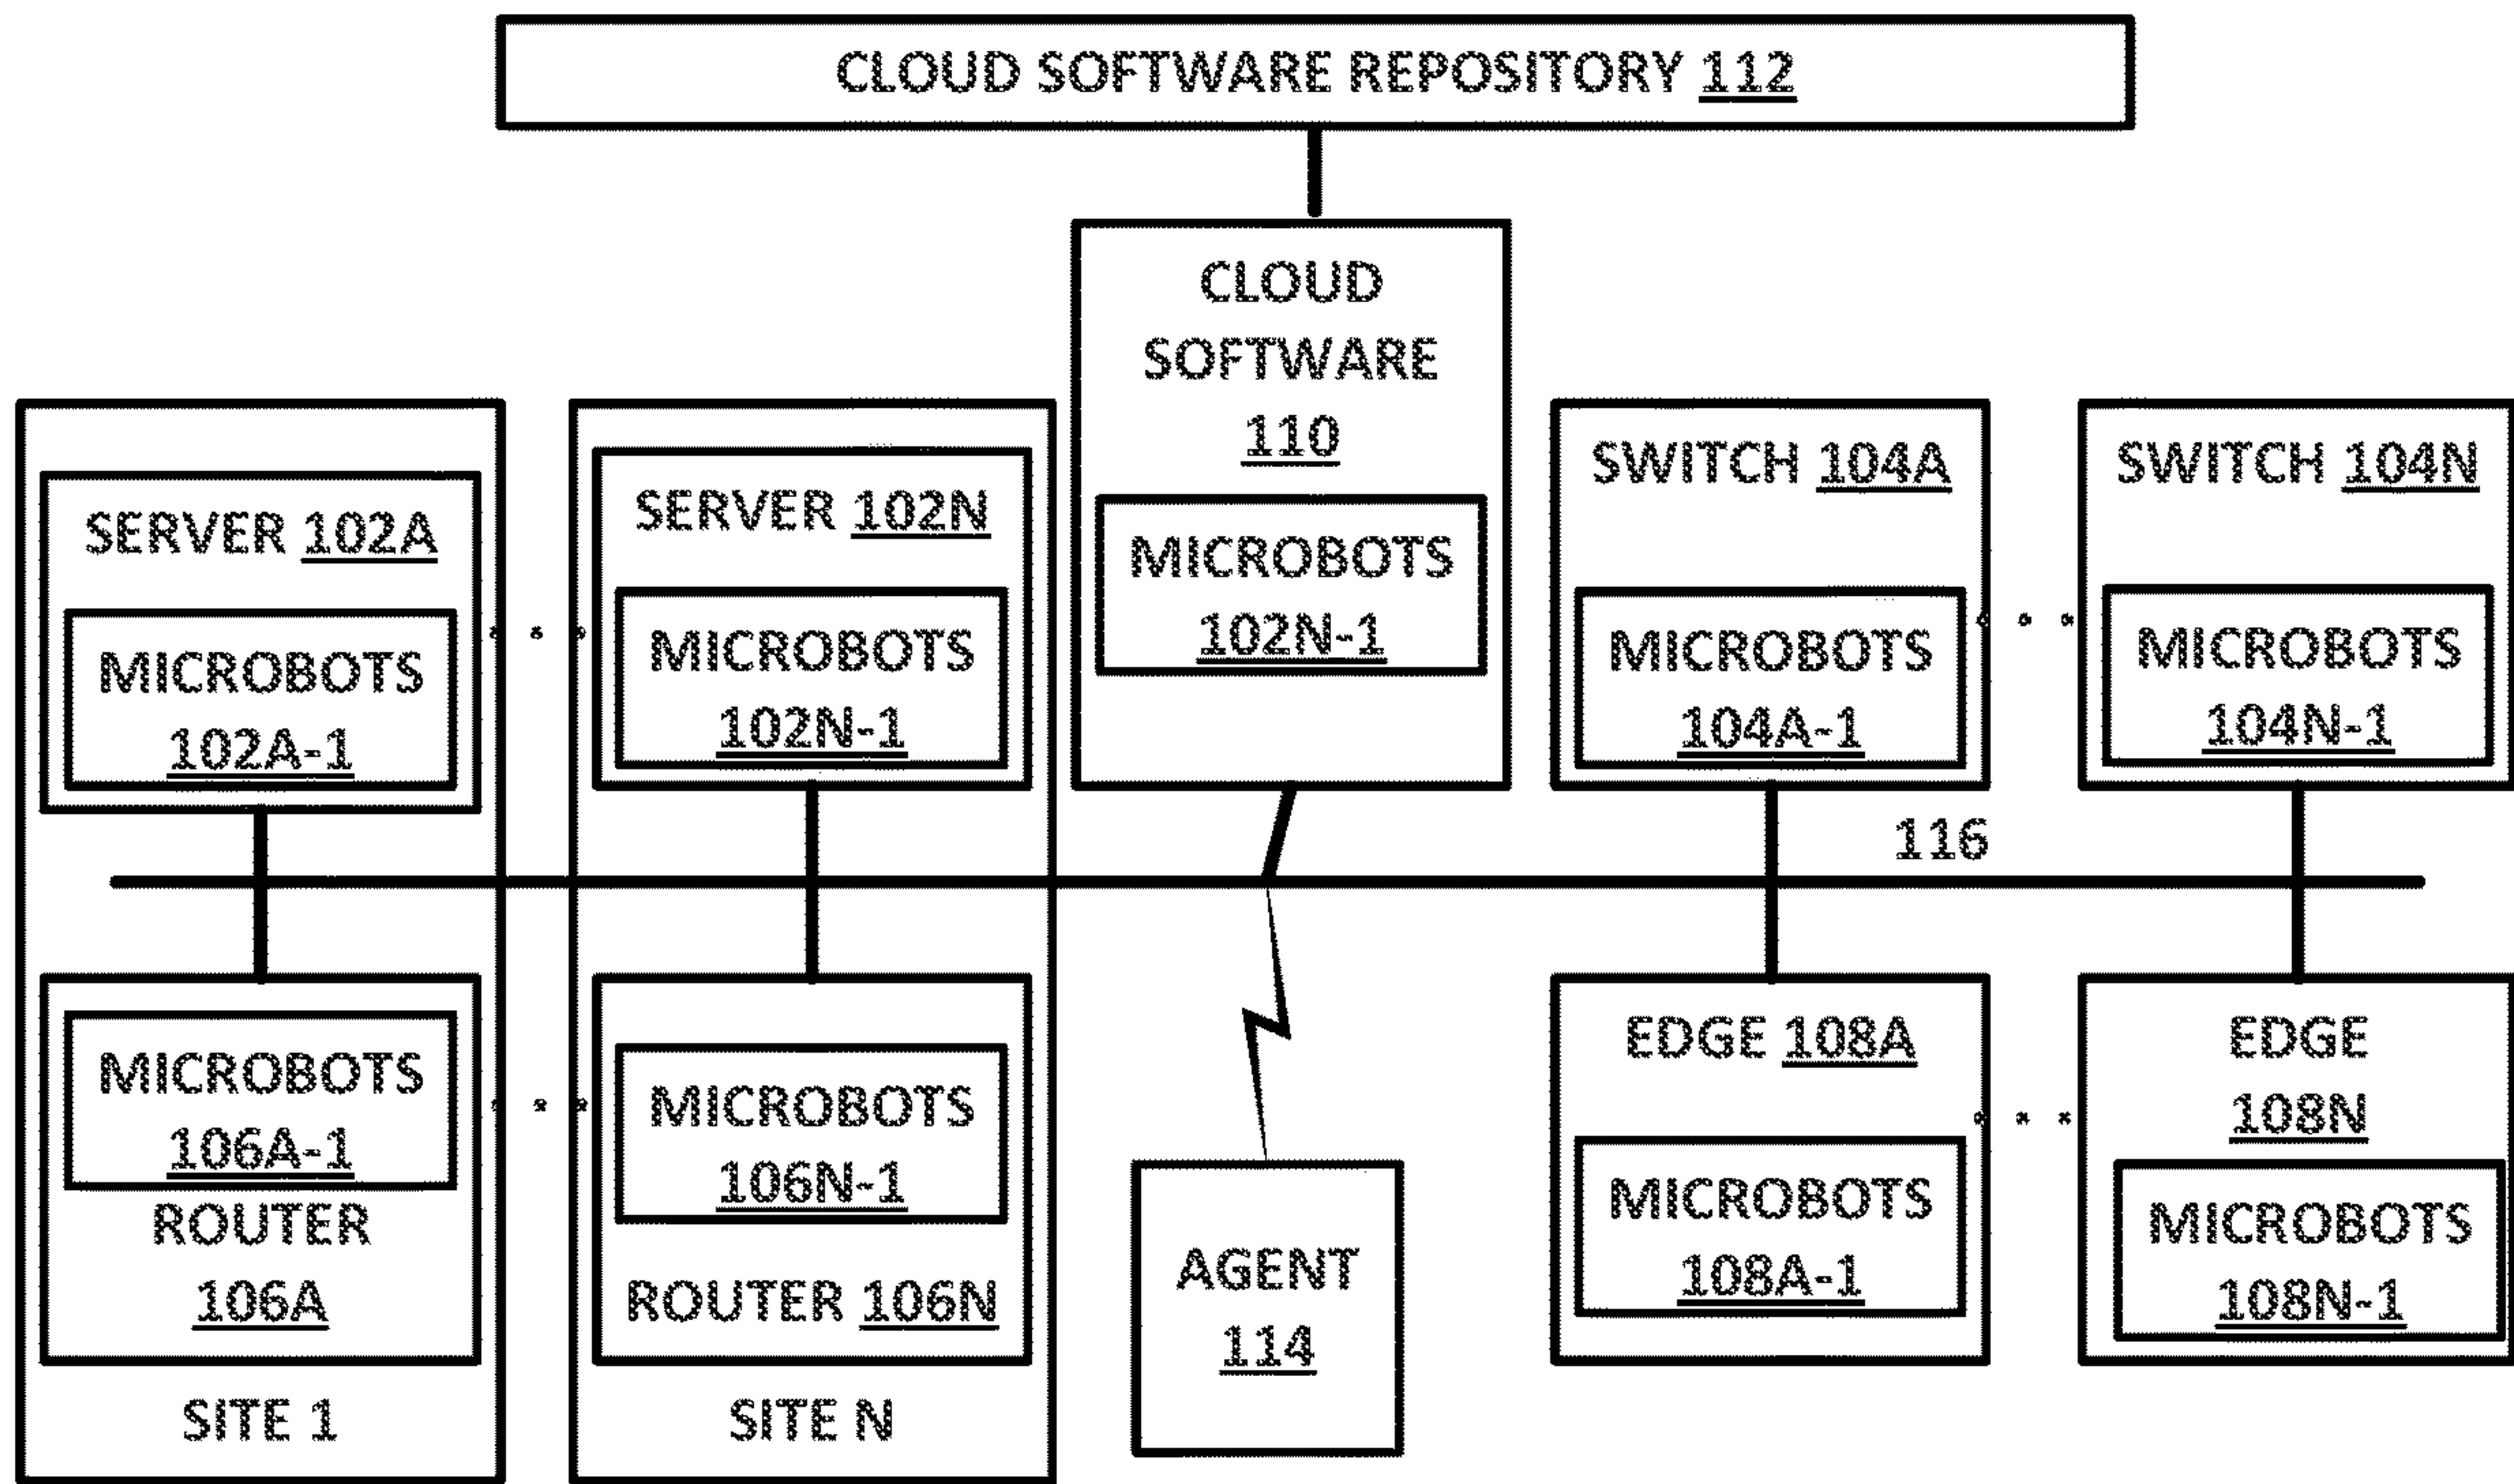 CLOUD SOFTWARE REPOSITORY 112
CLOUD
SOFTWARE
110
MICROBOTS
102N-1
SERVER 102A
MICROBOTS
102A-1
SERVER 102N
MICROBOTS
102N-1
SWITCH 104A
MICROBOTS
104A-1
SWITCH 104N
MICROBOTS
104N-1
116
MICROBOTS
106A-1
ROUTER
106A
SITE 1
MICROBOTS
106N-1
ROUTER 106N
SITE N
AGENT
114
EDGE 108A
MICROBOTS
108A-1
EDGE
108N
MICROBOTS
108N-1